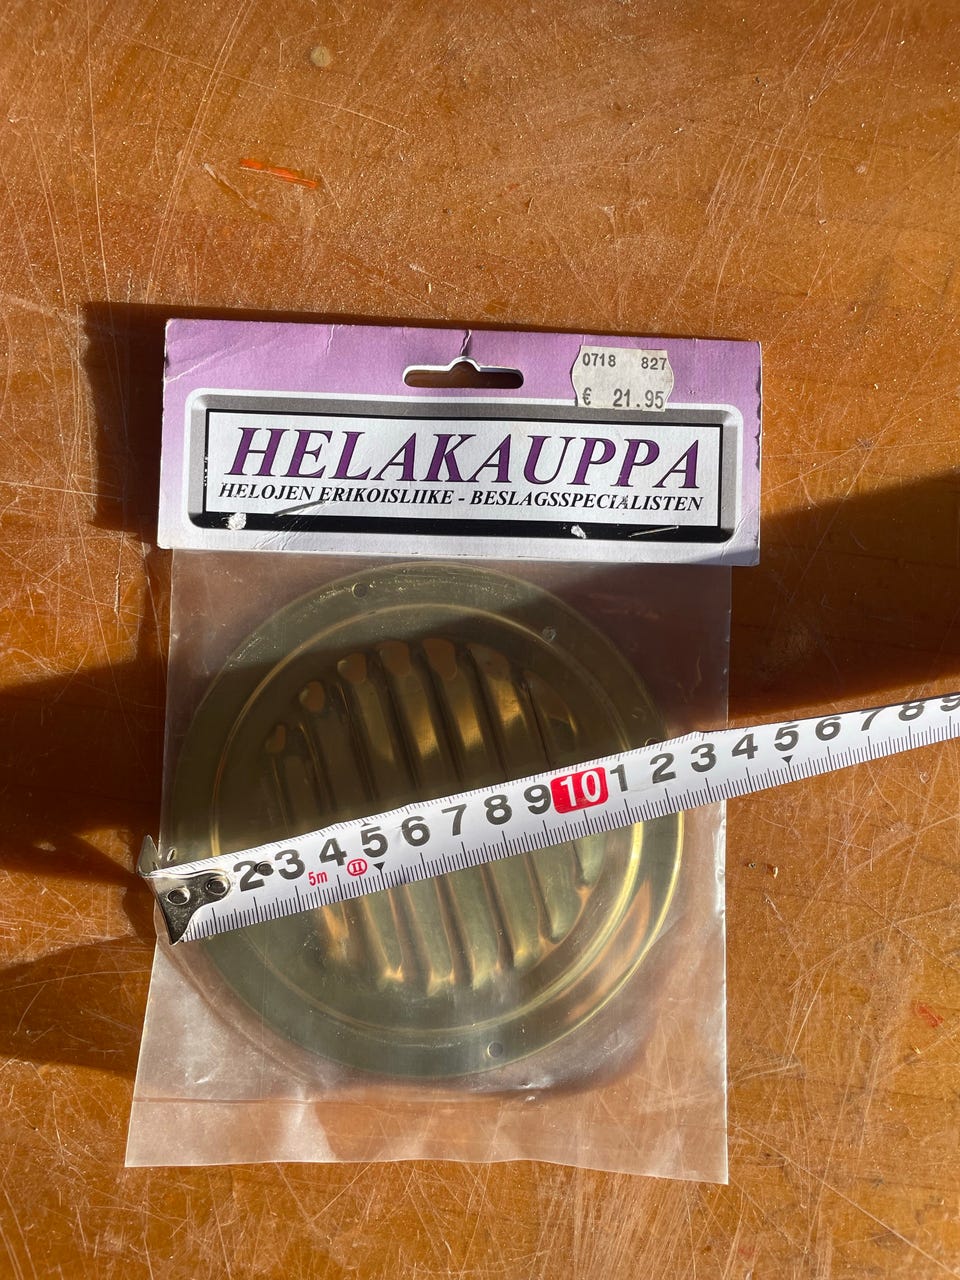 0718 827
€ 21.95
HELAKAUPPA
HELOJEN ERIKOISLIIKE - BESLAGSSPECIALISTEN
2 3 4 5 6 7 8 9 10 1 2 3 4 5 6 7 8 9
5m II